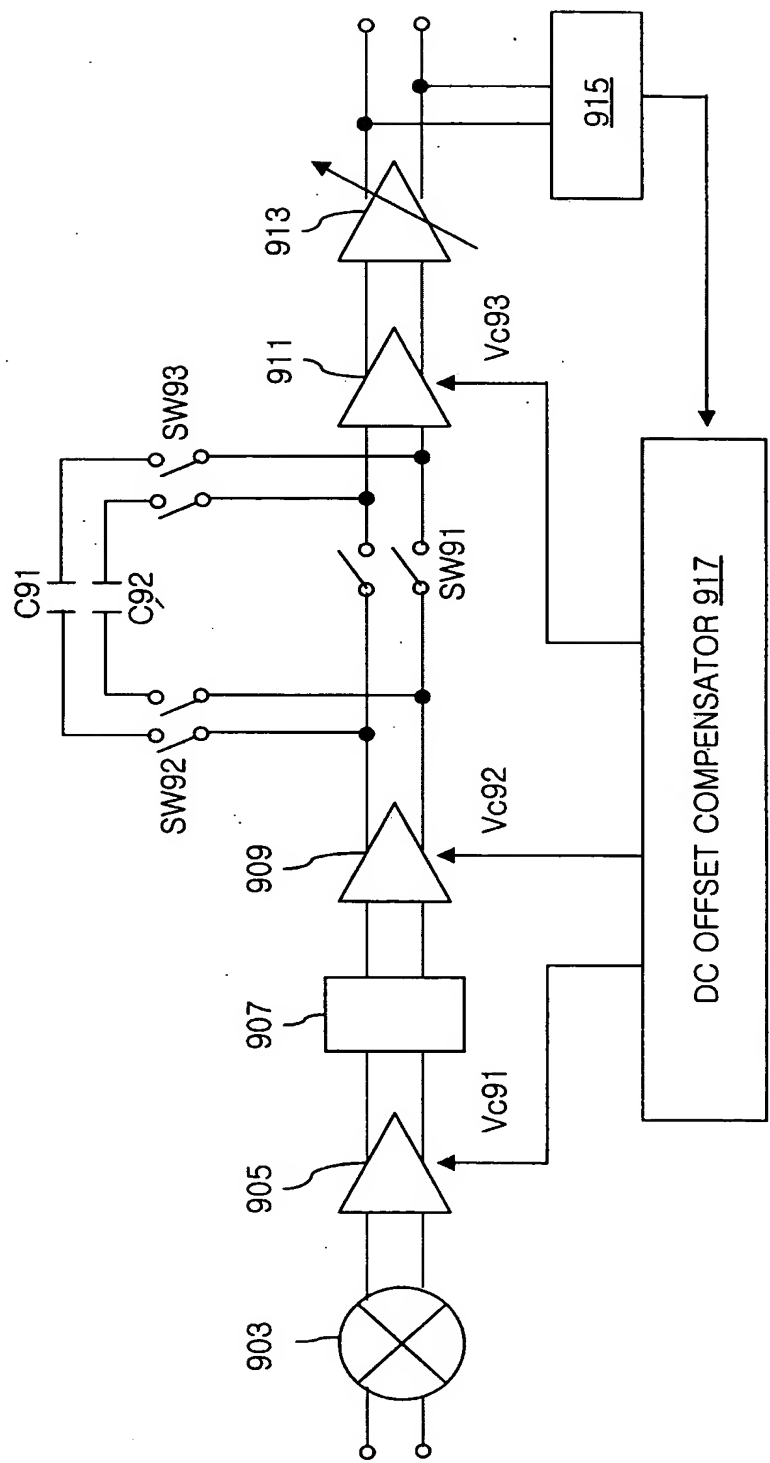 903
905
907
909
911
913
SW92
C91
C92
SW93
SW91
Vc91
Vc92
Vc93
915
DC OFFSET COMPENSATOR 917